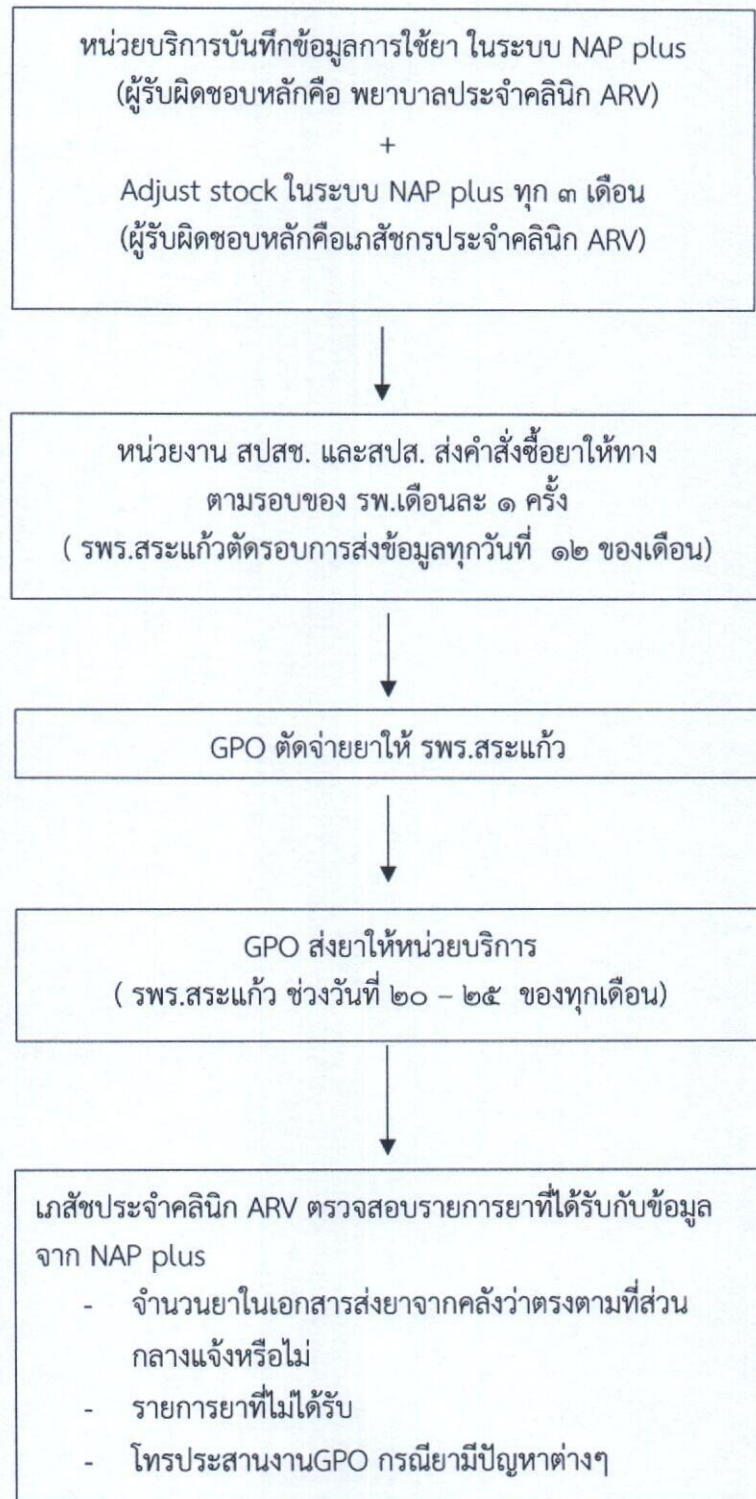 หน่วยบริการบันทึกข้อมูลการใช้ยา ในระบบ NAP plus
(ผู้รับผิดชอบหลักคือ พยาบาลประจำคลินิก ARV)
+
Adjust stock ในระบบ NAP plus ทุก ๓ เดือน
(ผู้รับผิดชอบหลักคือเภสัชกรประจำคลินิก ARV)
หน่วยงาน สปสช. และสปส. ส่งคำสั่งซื้อยาให้ทาง
ตามรอบของ รพ.เดือนละ ๑ ครั้ง
( รพร.สระแก้วตัดรอบการส่งข้อมูลทุกวันที่ ๑๒ ของเดือน)
GPO ตัดจ่ายยาให้ รพร.สระแก้ว
GPO ส่งยาให้หน่วยบริการ
( รพร.สระแก้ว ช่วงวันที่ ๒๐ – ๒๕ ของทุกเดือน)
เภสัชประจำคลินิก ARV ตรวจสอบรายการยาที่ได้รับกับข้อมูล
จาก NAP plus
- จำนวนยาในเอกสารส่งยาจากคลังว่าตรงตามที่ส่วน
กลางแจ้งหรือไม่
- รายการยาที่ไม่ได้รับ
- โทรประสานงานGPO กรณียามีปัญหาต่างๆ